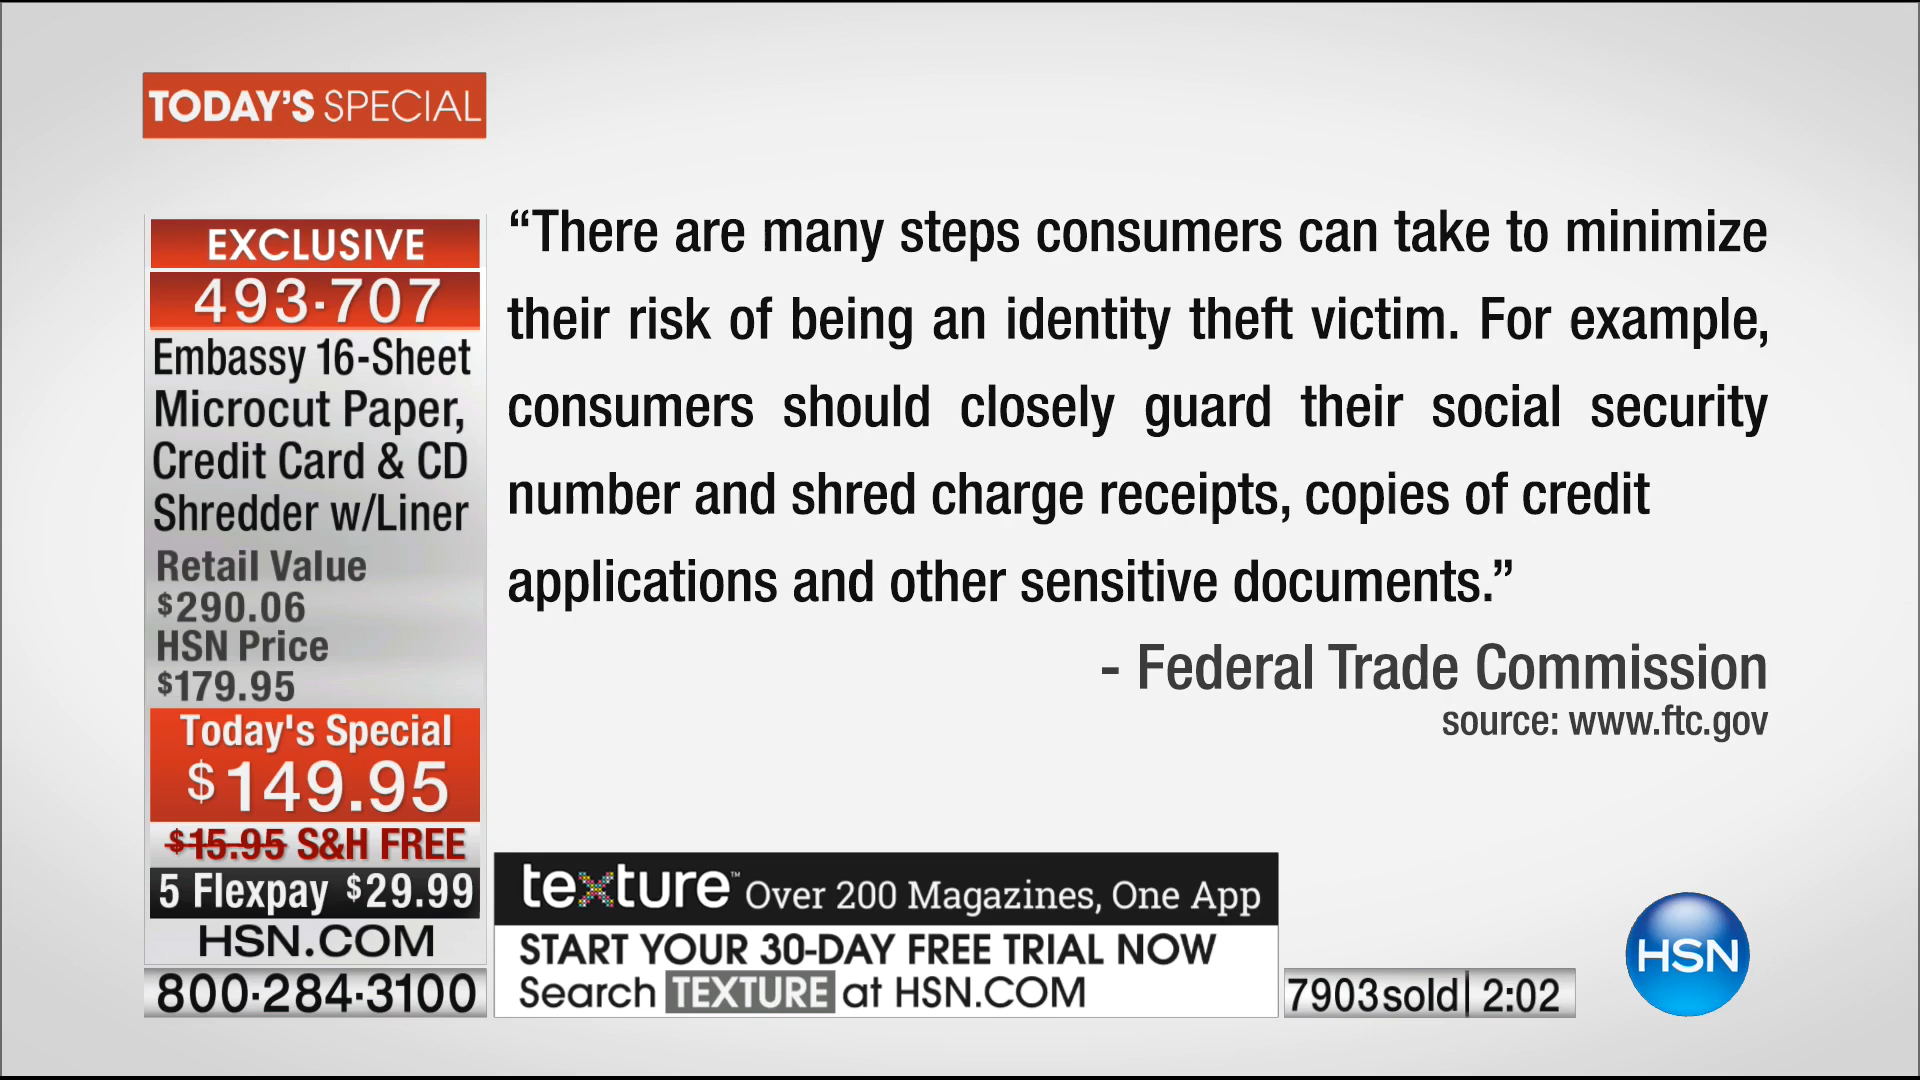 TODAY'S SPECIAL
EXCLUSIVE
493·707
Embassy 16-Sheet
Microcut Paper,
Credit Card & CD
Shredder w/Liner
Retail Value
$290.06
HSN Price
$179.95
Today's Special
$149.95
$15.95 S&H FREE
5 Flexpay $29.99
HSN.COM
800·284·3100
“There are many steps consumers can take to minimize
their risk of being an identity theft victim. For example,
consumers should closely guard their social security
number and shred charge receipts, copies of credit
applications and other sensitive documents.”
- Federal Trade Commission
source: www.ftc.gov
texture™ Over 200 Magazines, One App
START YOUR 30-DAY FREE TRIAL NOW
Search TEXTURE at HSN.COM
7903sold| 2:02
HSN